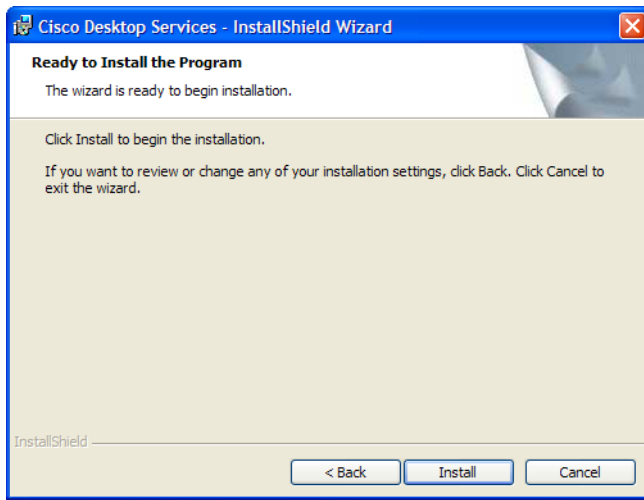 Cisco Desktop Services - InstallShield Wizard
Ready to Install the Program
The wizard is ready to begin installation.
Click Install to begin the installation.
If you want to review or change any of your installation settings, click Back. Click Cancel to
exit the wizard.
InstallShield
< Back
Install
Cancel